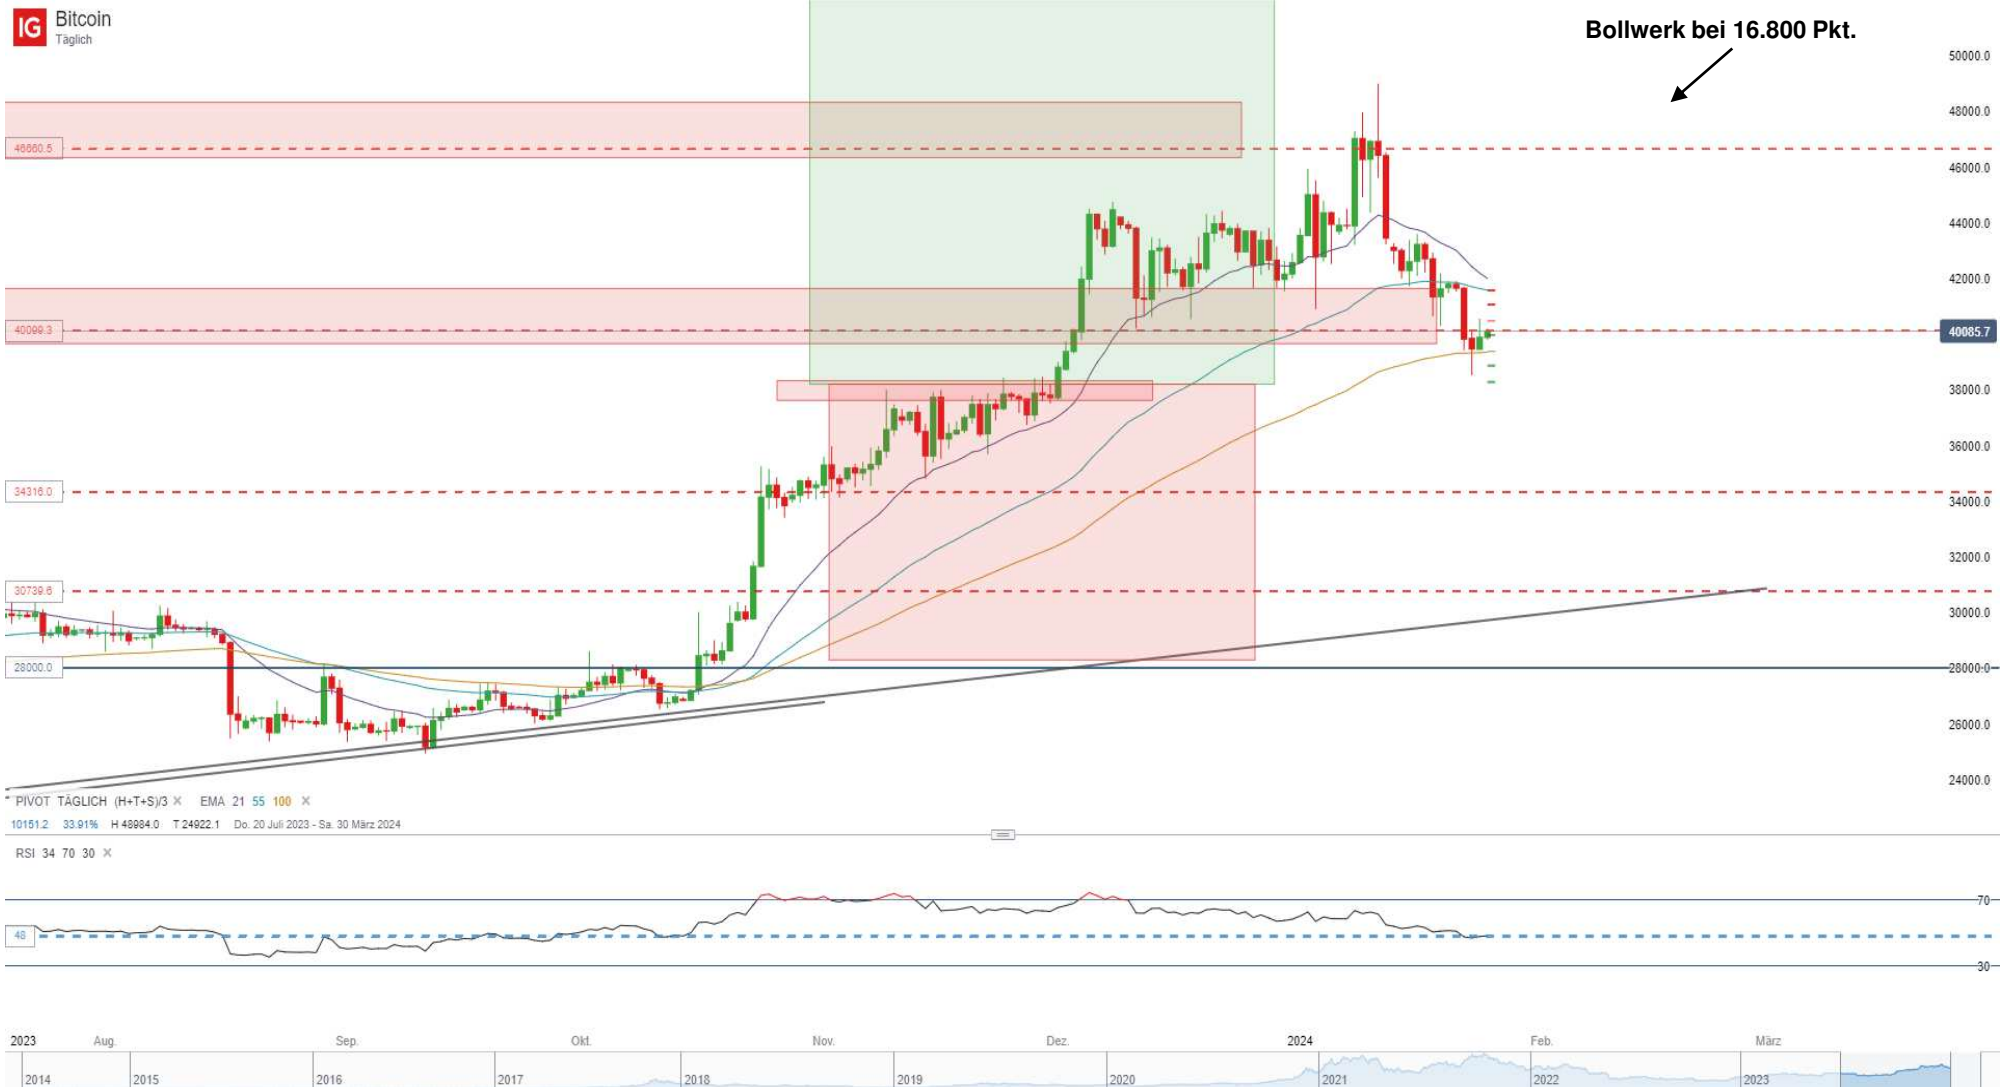 IG
Bitcoin
Täglich
Bollwerk bei 16.800 Pkt.
50000.0
48000.0
46660.5
46000.0
44000.0
42000.0
40099.3
40085.7
38000.0
36000.0
34316.0
34000.0
32000.0
30739.6
30000.0
28000.0
28000.0
26000.0
24000.0
PIVOT TÄGLICH (H+T+S)/3 × EMA 21 55 100 ×
10151.2 33.91% H 48984.0 T 24922.1 Do. 20 Juli 2023 - Sa. 30 März 2024
RSI 34 70 30 ×
70
48
30
2023 Aug. Sep. Okt. Nov. Dez. 2024 Feb. März
2014 2015 2016 2017 2018 2019 2020 2021 2022 2023